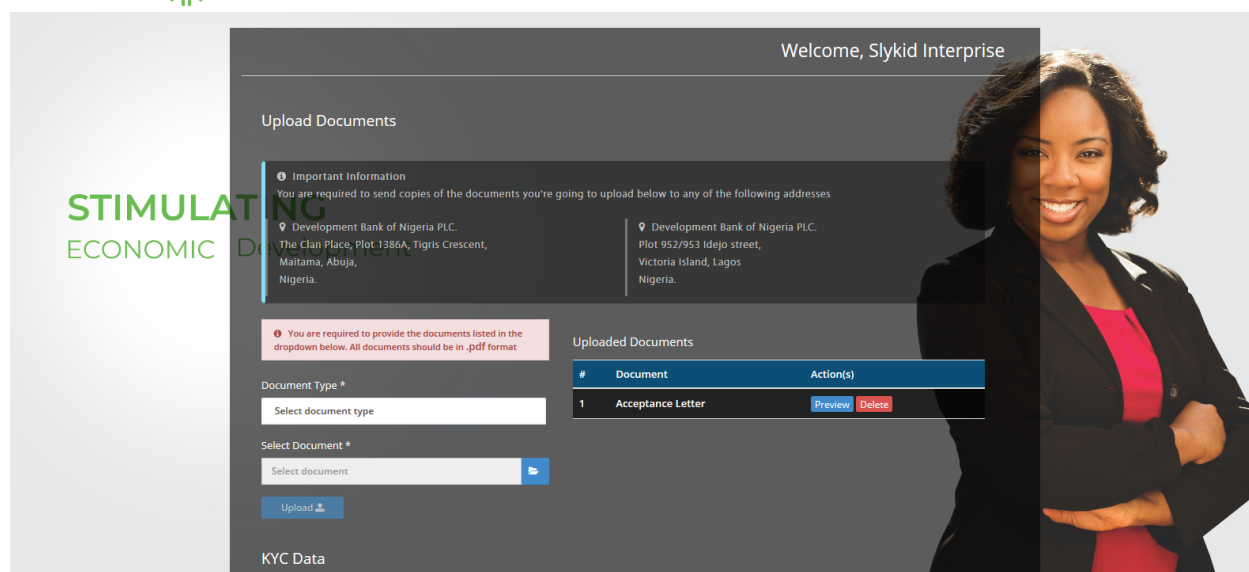 Welcome, Slykid Interprise
Upload Documents
Important Information
You are required to send copies of the documents you're going to upload below to any of the following addresses
STIMULATING
ECONOMIC Development
Development Bank of Nigeria PLC.
The Clan Place, Plot 1386A, Tigris Crescent,
Maitama, Abuja,
Nigeria.
Development Bank of Nigeria PLC.
Plot 952/953 Idejo street,
Victoria Island, Lagos
Nigeria.
You are required to provide the documents listed in the
dropdown below. All documents should be in .pdf format
Document Type *
Select document type
Select Document *
Select document
Upload
Uploaded Documents
# Document Action(s)
1 Acceptance Letter Preview Delete
KYC Data